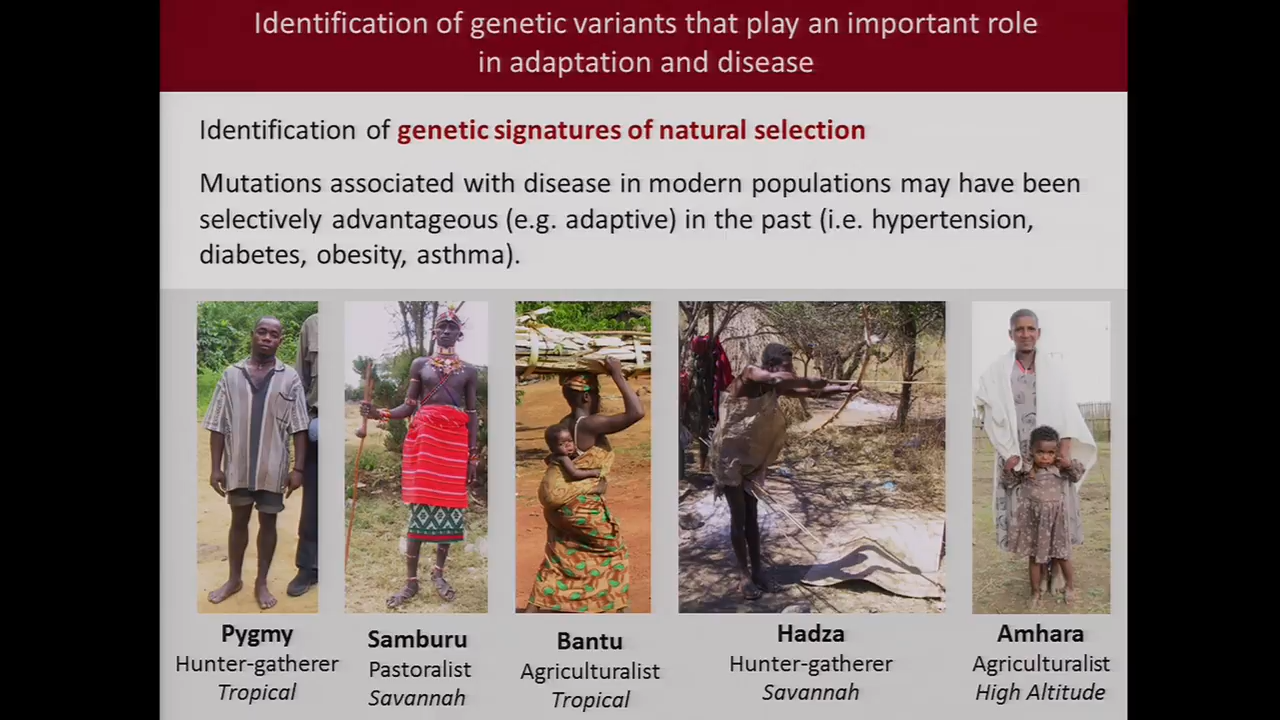 Identification of genetic variants that play an important role
in adaptation and disease
Identification of genetic signatures of natural selection
Mutations associated with disease in modern populations may have been
selectively advantageous (e.g. adaptive) in the past (i.e. hypertension,
diabetes, obesity, asthma).
Pygmy
Hunter-gatherer
Tropical
Samburu
Pastoralist
Savannah
Bantu
Agriculturalist
Tropical
Hadza
Hunter-gatherer
Savannah
Amhara
Agriculturalist
High Altitude